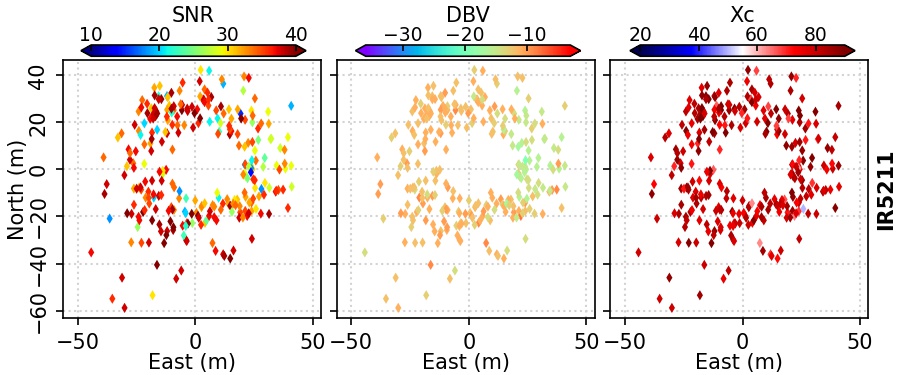 SNR DBV Xc
10 20 30 40 −30 −20 −10 20 40 60 80
North (m)
40
20
0
−20
−40
−60
−50 0 50 −50 0 50 −50 0 50
East (m) East (m) East (m)
IR5211